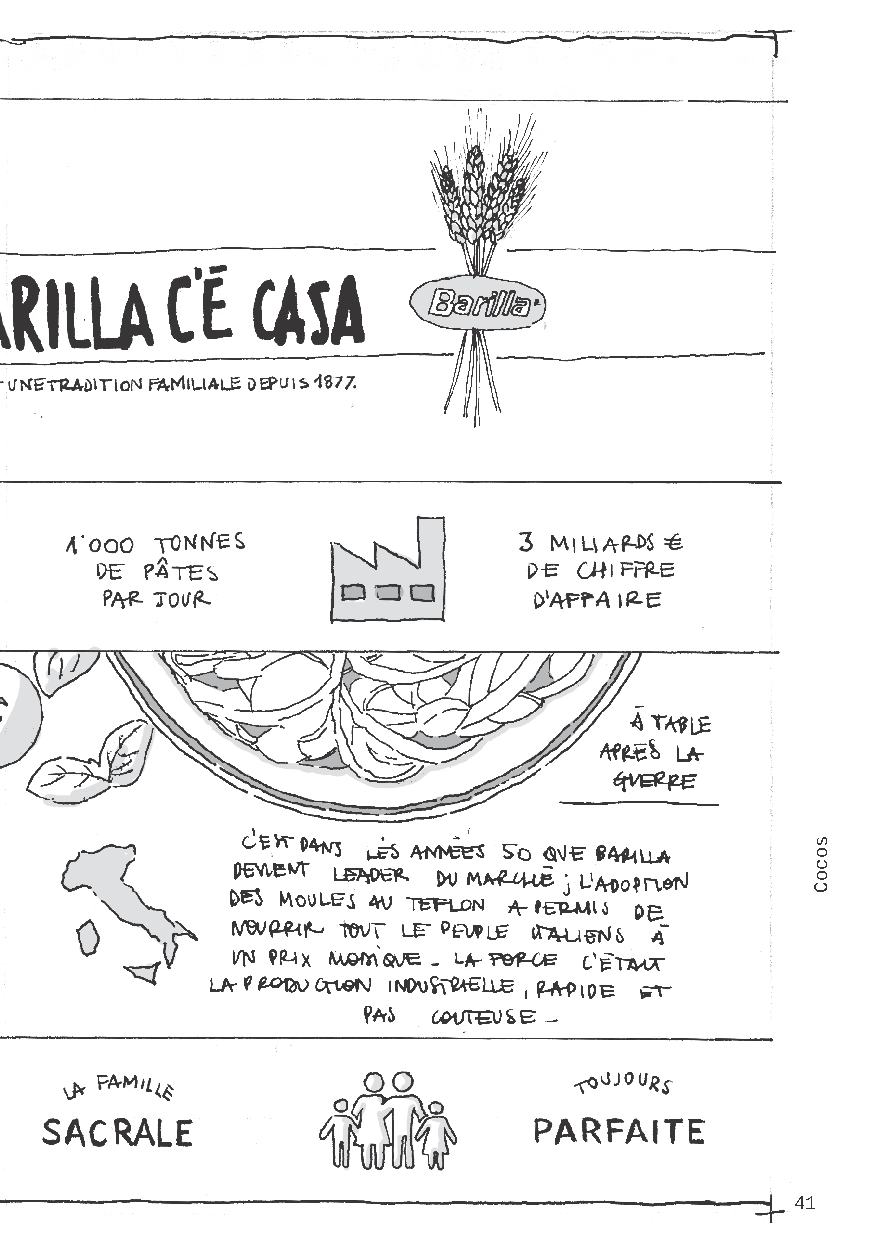 ARILLA C'È CASA
Barilla®
UNE TRADITION FAMILIALE DEPUIS 1877.
1'000 TONNES
DE PÂTES
PAR JOUR
3 MILIARDS €
DE CHIFFRE
D'AFFAIRE
À TABLE
APRÈS LA
GUERRE
C'EST DANS LES ANNÉES 50 QUE BARILLA
DEVIENT LEADER DU MARCHÉ ; L'ADOPTION
DES MOULES AU TEFLON A PERMIS DE
NOURRIR TOUT LE PEUPLE ITALIENS À
UN PRIX MODIQUE. LA FORCE C'ÉTAIT
LA PRODUCTION INDUSTRIELLE, RAPIDE ET
PAS COUTEUSE.
LA FAMILLE
SACRALE
TOUJOURS
PARFAITE
Cocos
41